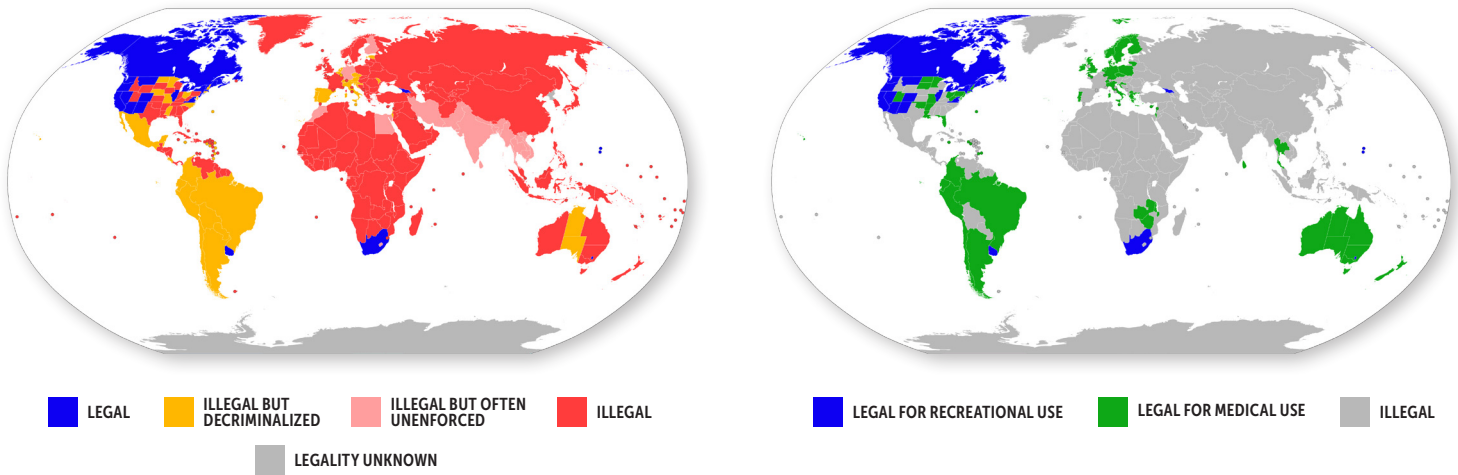 LEGAL
ILLEGAL BUT
DECRIMINALIZED
ILLEGAL BUT OFTEN
UNENFORCED
ILLEGAL
LEGALITY UNKNOWN
LEGAL FOR RECREATIONAL USE
LEGAL FOR MEDICAL USE
ILLEGAL